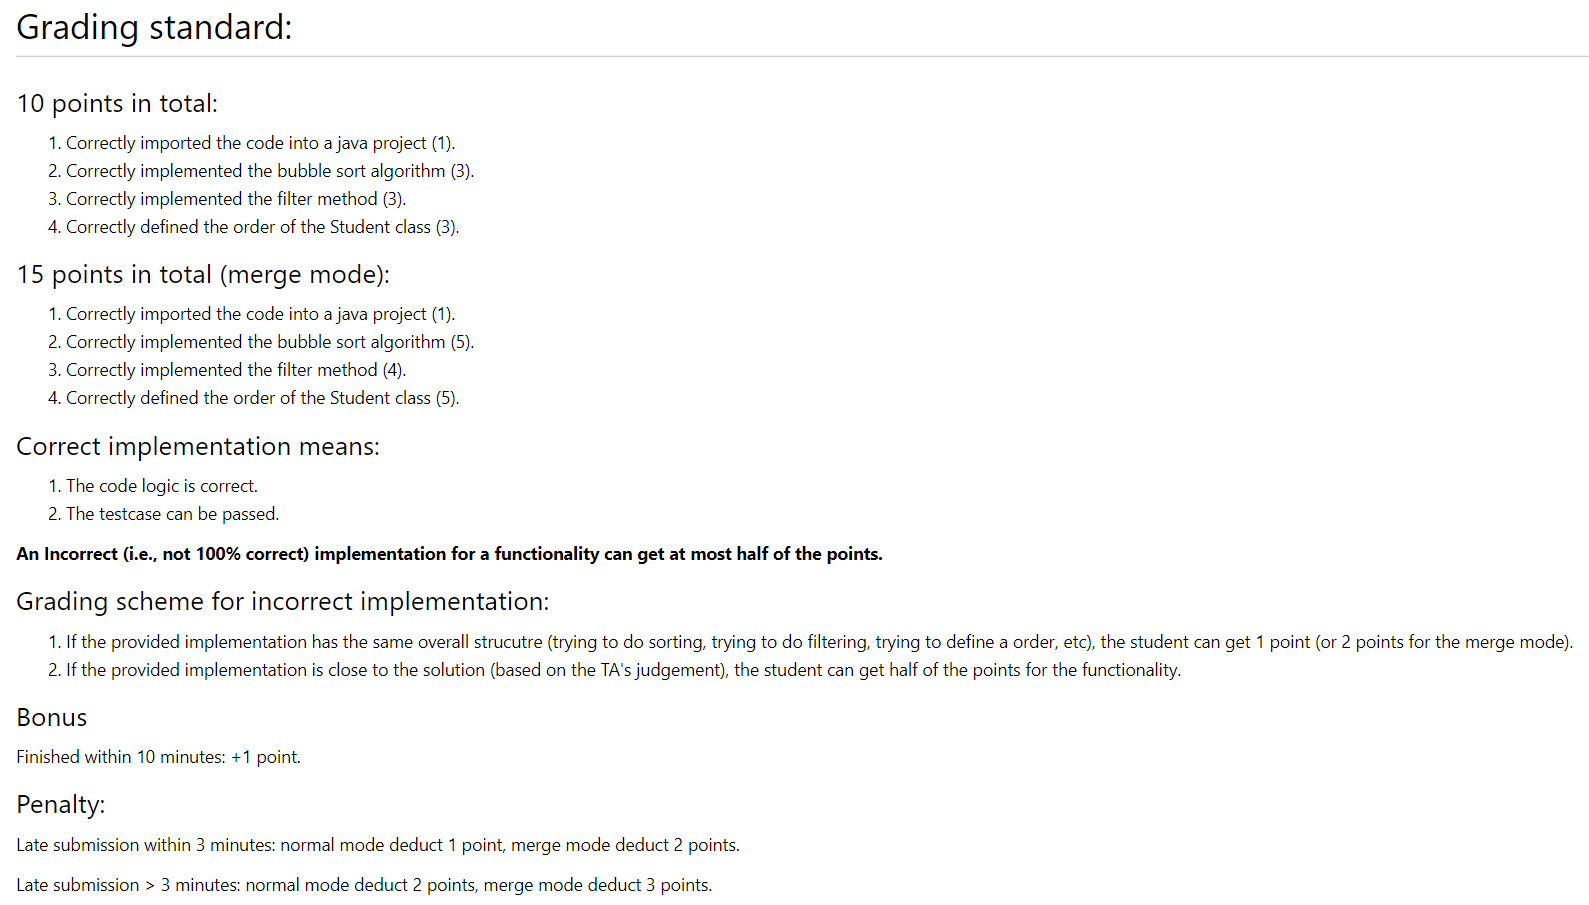 Grading standard:
10 points in total:
1. Correctly imported the code into a java project (1).
2. Correctly implemented the bubble sort algorithm (3).
3. Correctly implemented the filter method (3).
4. Correctly defined the order of the Student class (3).
15 points in total (merge mode):
1. Correctly imported the code into a java project (1).
2. Correctly implemented the bubble sort algorithm (5).
3. Correctly implemented the filter method (4).
4. Correctly defined the order of the Student class (5).
Correct implementation means:
1. The code logic is correct.
2. The testcase can be passed.
An Incorrect (i.e., not 100% correct) implementation for a functionality can get at most half of the points.
Grading scheme for incorrect implementation:
1. If the provided implementation has the same overall strucutre (trying to do sorting, trying to do filtering, trying to define a order, etc), the student can get 1 point (or 2 points for the merge mode).
2. If the provided implementation is close to the solution (based on the TA's judgement), the student can get half of the points for the functionality.
Bonus
Finished within 10 minutes: +1 point.
Penalty:
Late submission within 3 minutes: normal mode deduct 1 point, merge mode deduct 2 points.
Late submission > 3 minutes: normal mode deduct 2 points, merge mode deduct 3 points.